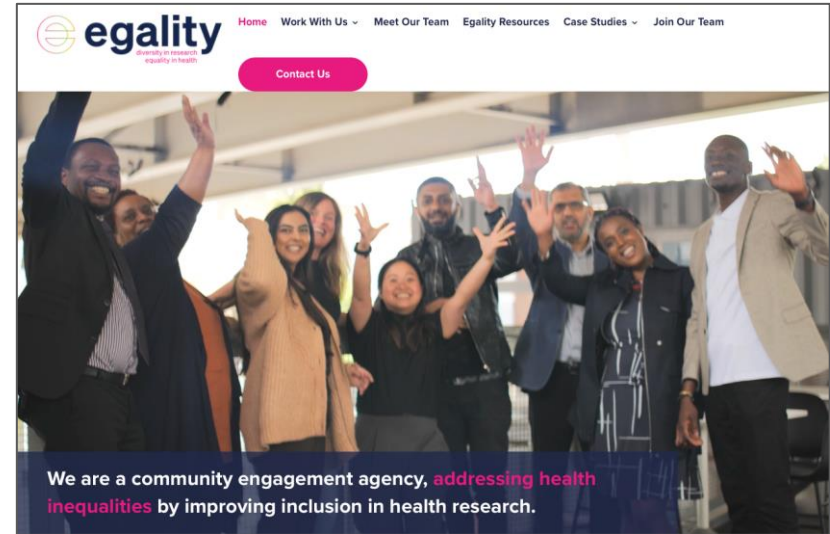 egality
diversity in research
equality in health
Home Work With Us Meet Our Team Egality Resources Case Studies Join Our Team
Contact Us
We are a community engagement agency, addressing health
inequalities by improving inclusion in health research.